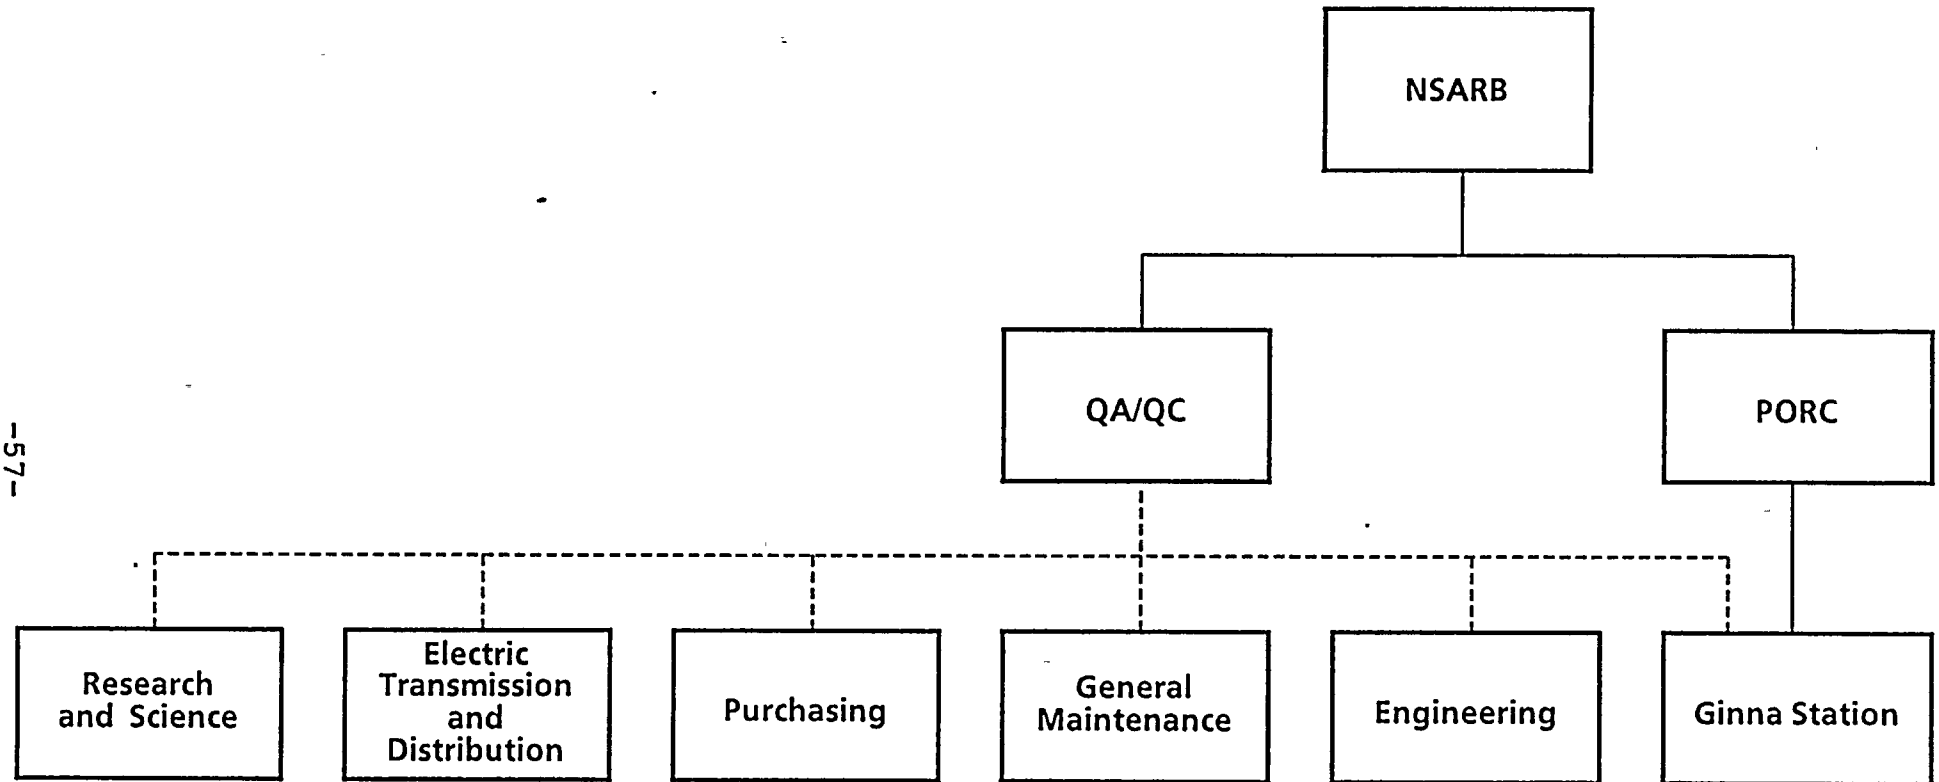 NSARB
QA/QC
PORC
-57-
Research
and Science
Electric
Transmission
and
Distribution
Purchasing
General
Maintenance
Engineering
Ginna Station